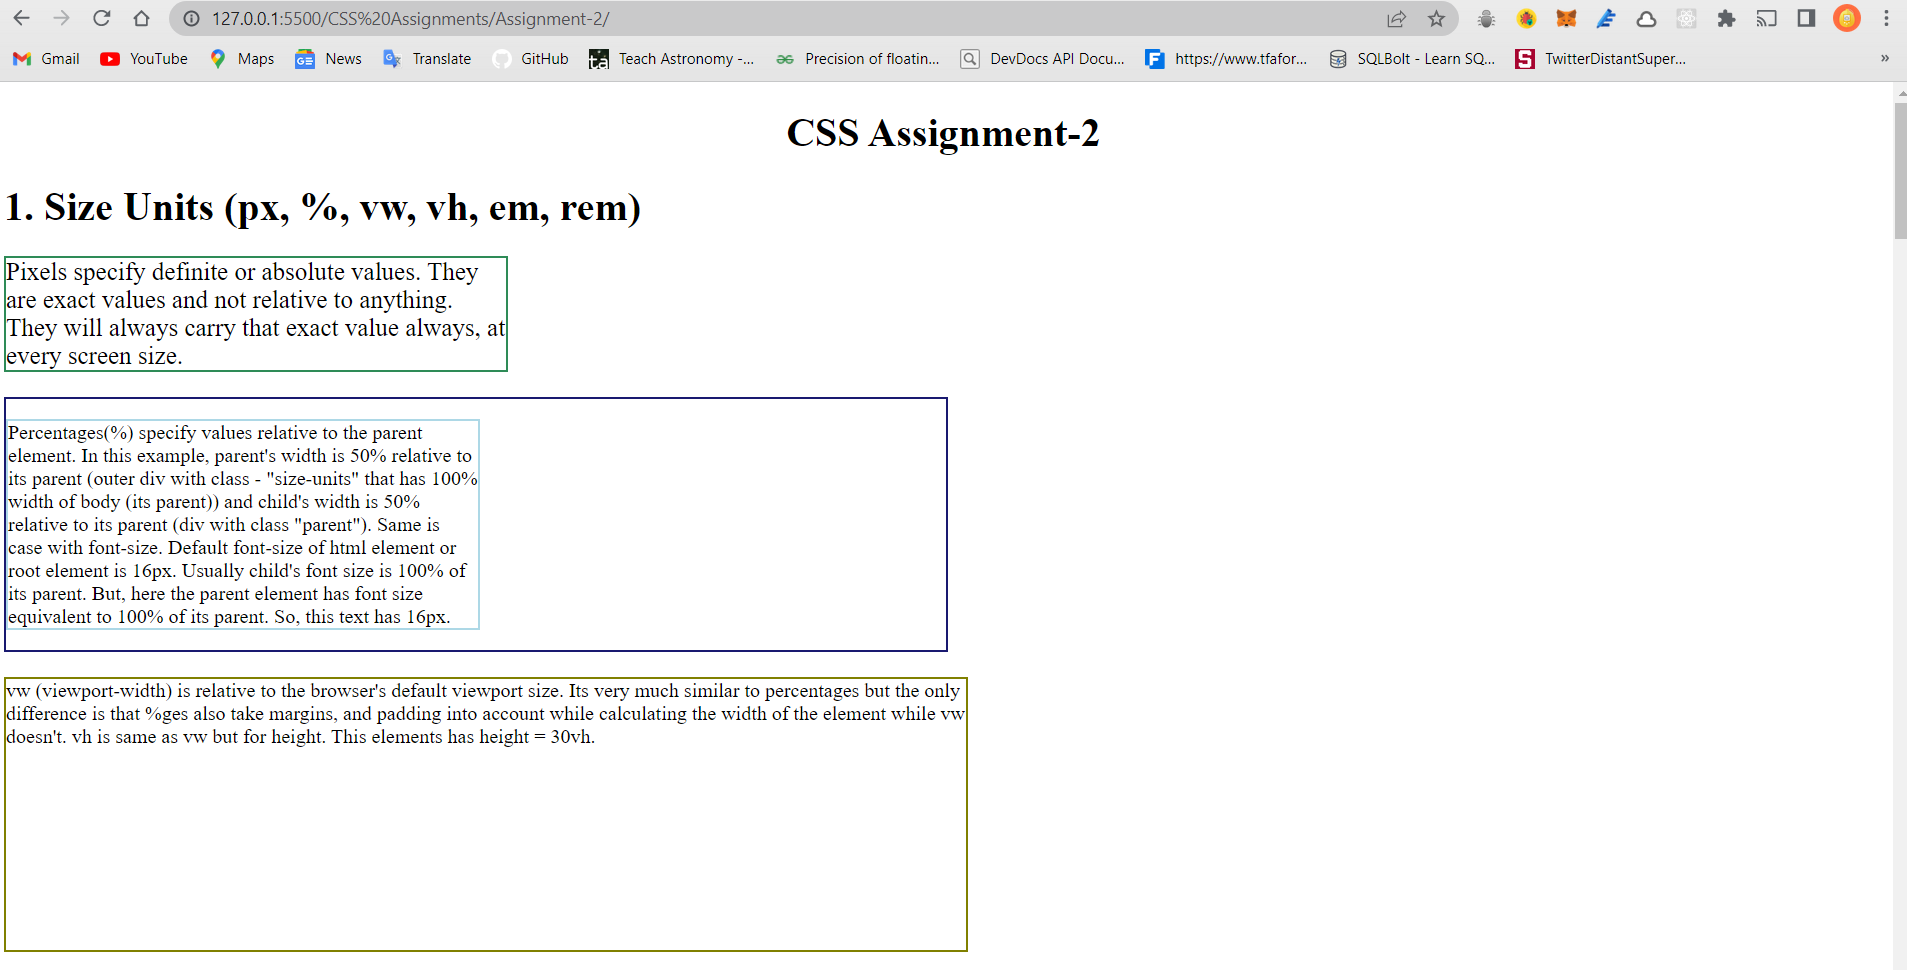 127.0.0.1:5500/CSS%20Assignments/Assignment-2/
Gmail YouTube Maps News Translate GitHub Teach Astronomy -... Precision of floatin... DevDocs API Docu... https://www.tfafor... SQLBolt - Learn SQ... TwitterDistantSuper... »
CSS Assignment-2
1. Size Units (px, %, vw, vh, em, rem)
Pixels specify definite or absolute values. They
are exact values and not relative to anything.
They will always carry that exact value always, at
every screen size.
Percentages(%) specify values relative to the parent
element. In this example, parent's width is 50% relative to
its parent (outer div with class - "size-units" that has 100%
width of body (its parent)) and child's width is 50%
relative to its parent (div with class "parent"). Same is
case with font-size. Default font-size of html element or
root element is 16px. Usually child's font size is 100% of
its parent. But, here the parent element has font size
equivalent to 100% of its parent. So, this text has 16px.
vw (viewport-width) is relative to the browser's default viewport size. Its very much similar to percentages but the only
difference is that %ges also take margins, and padding into account while calculating the width of the element while vw
doesn't. vh is same as vw but for height. This elements has height = 30vh.